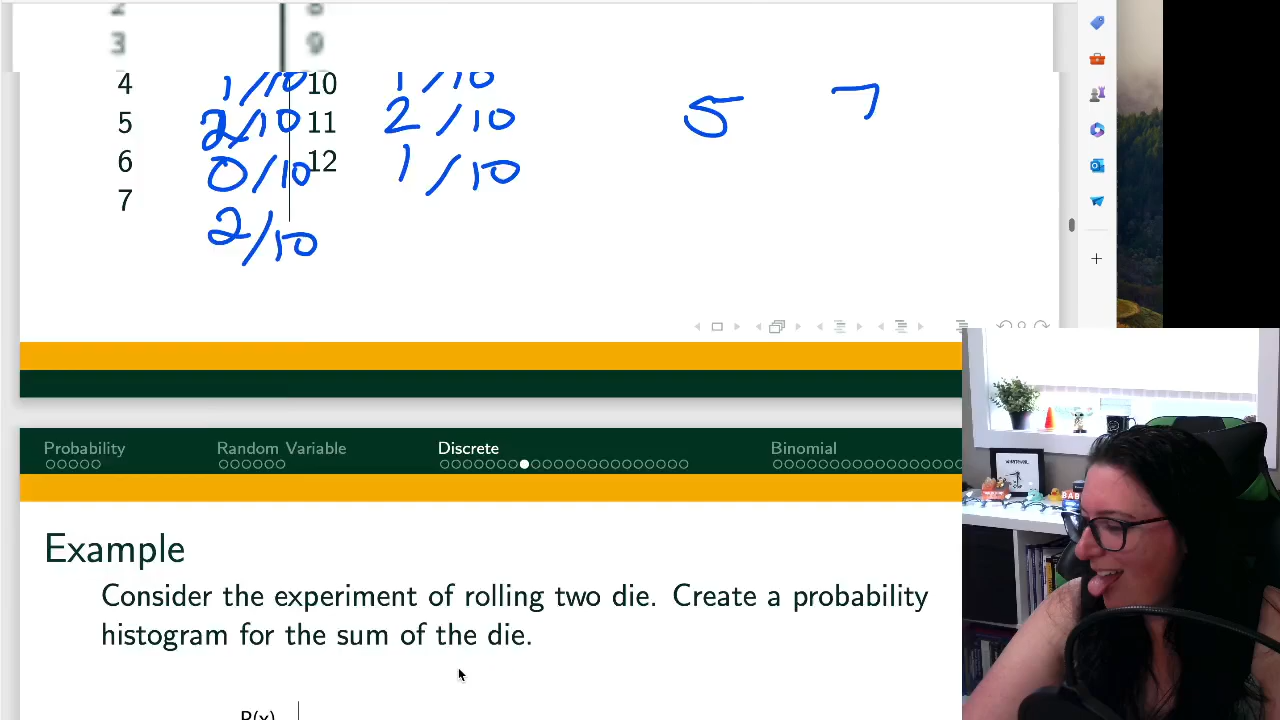 2 8
3 9
4 1/10 10 1/10 5 7
5 2/10 11 2/10
6 0/10 12 1/10
7 2/10
Probability Random Variable Discrete Binomial
Example
Consider the experiment of rolling two die. Create a probability
histogram for the sum of the die.
P(x)